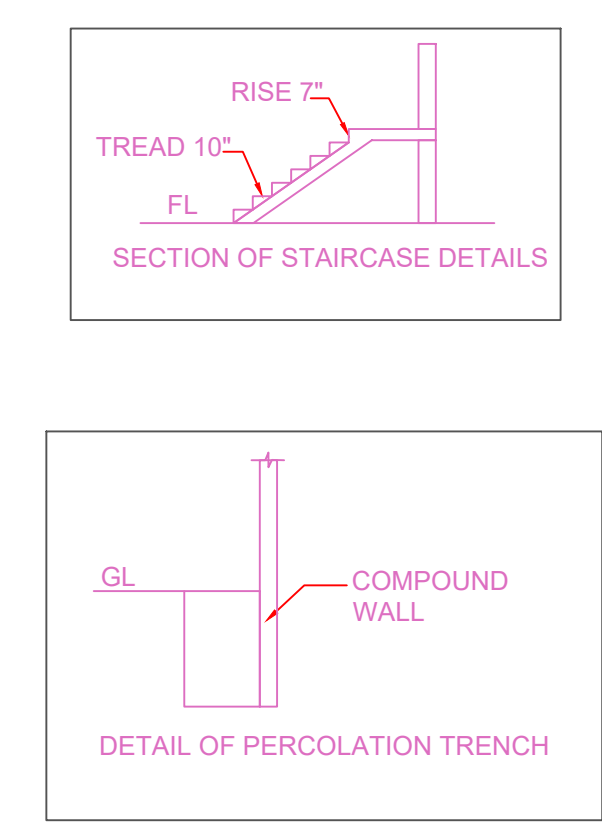 RISE 7"
TREAD 10"
FL
SECTION OF STAIRCASE DETAILS
GL
COMPOUND
WALL
DETAIL OF PERCOLATION TRENCH